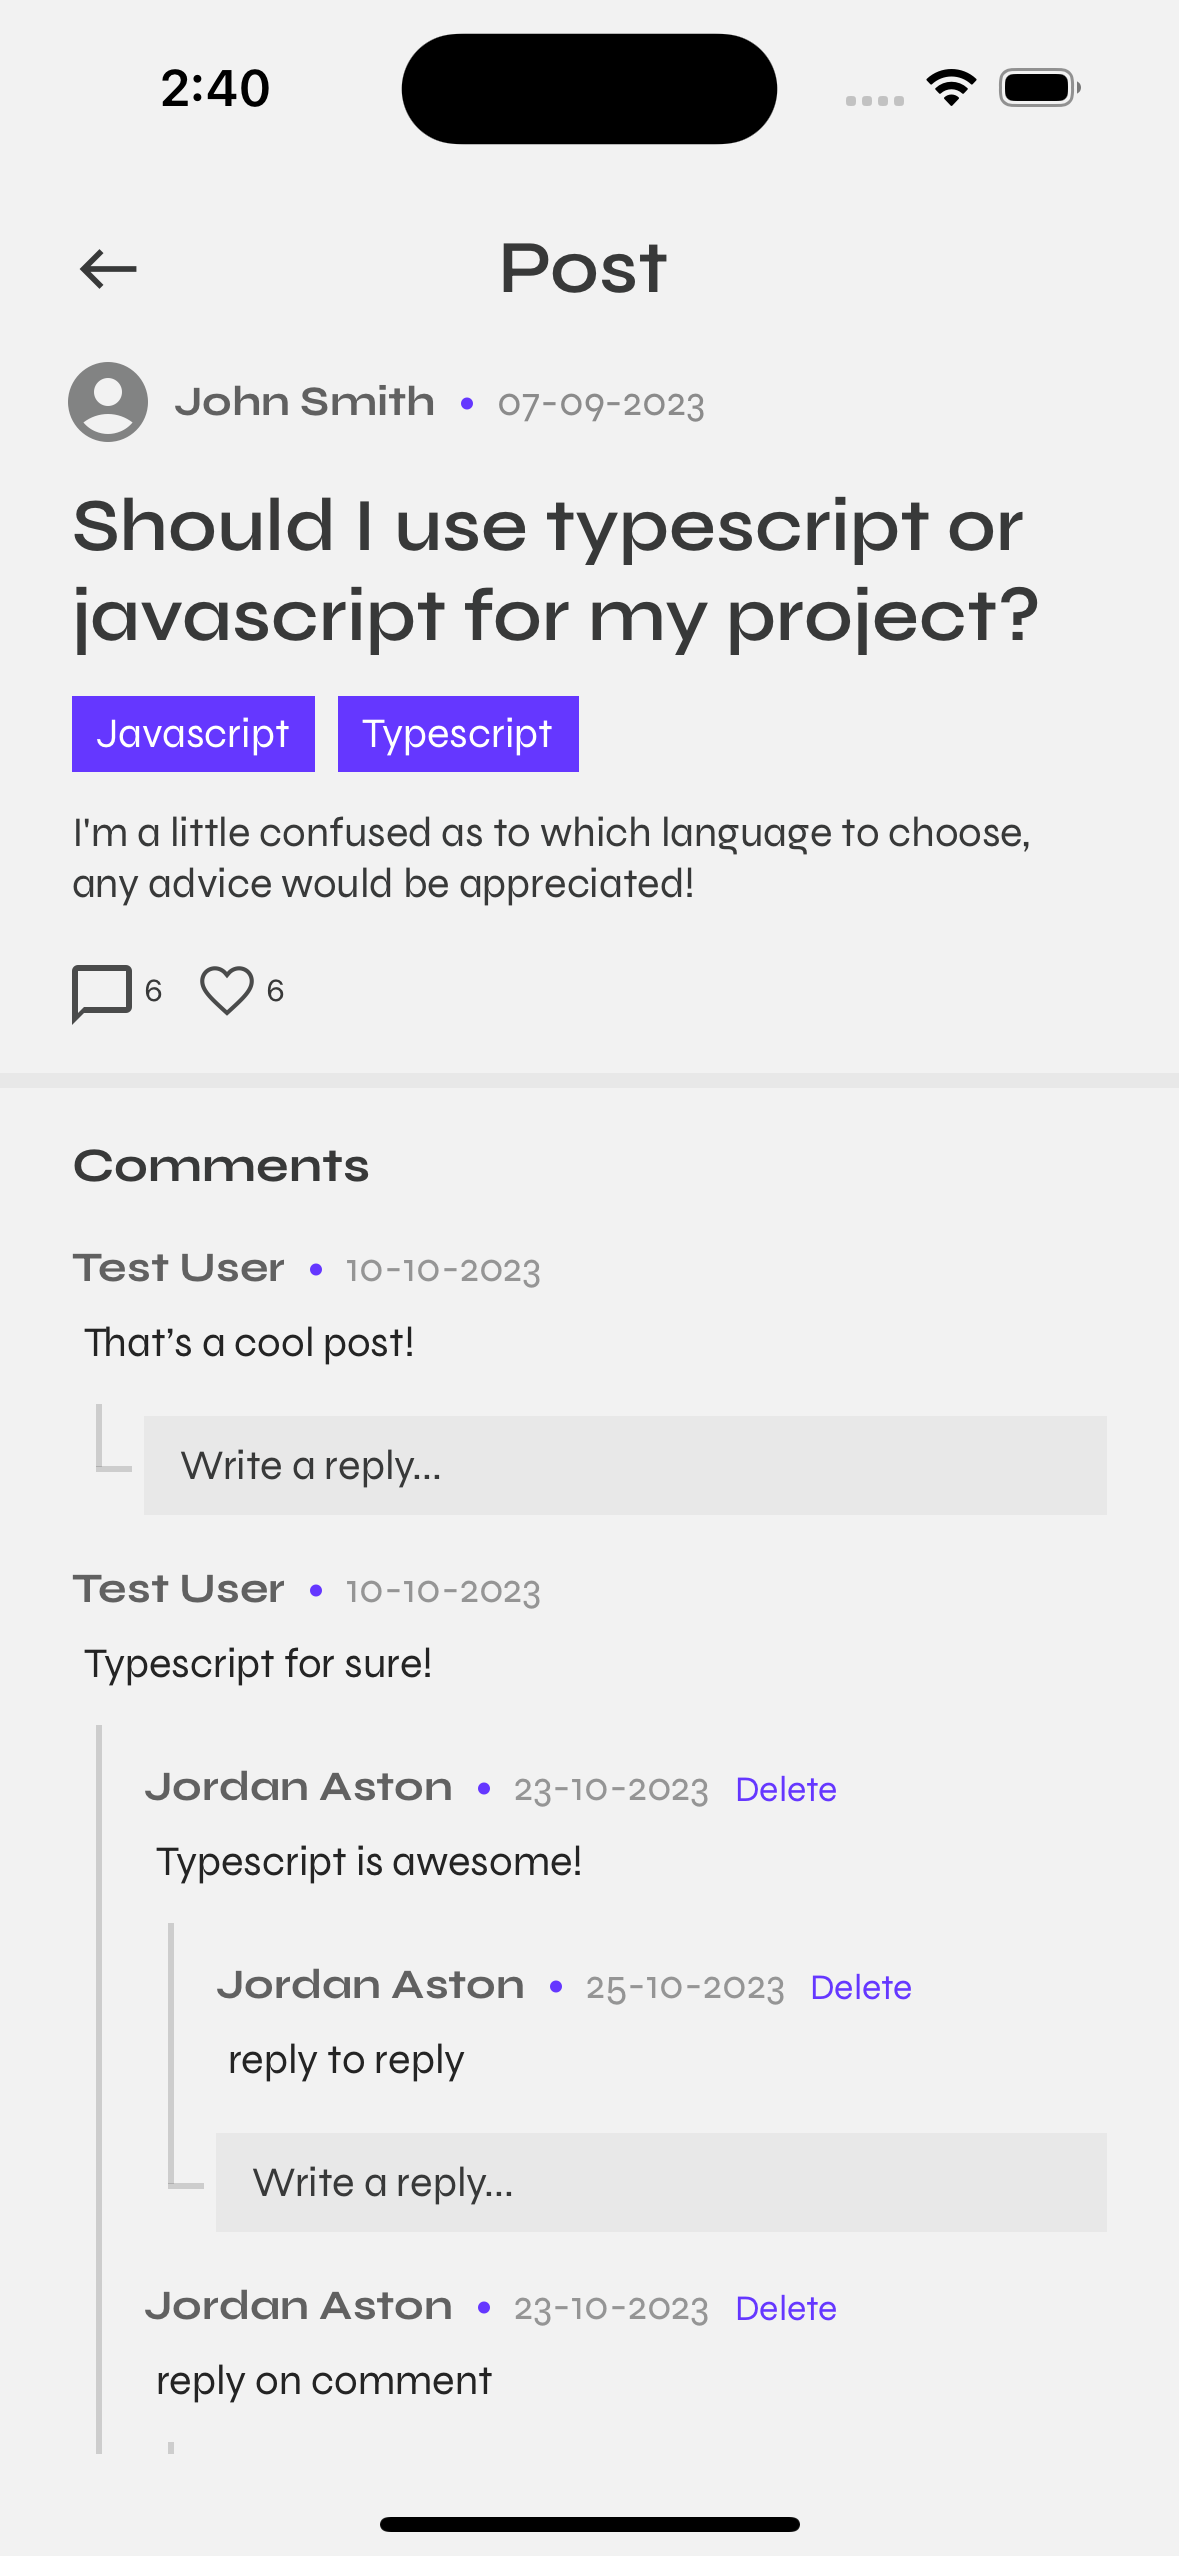 2:40
Post
John Smith • 07-09-2023
Should I use typescript or
javascript for my project?
Javascript Typescript
I'm a little confused as to which language to choose,
any advice would be appreciated!
6 6
Comments
Test User • 10-10-2023
That’s a cool post!
Write a reply...
Test User • 10-10-2023
Typescript for sure!
Jordan Aston • 23-10-2023 Delete
Typescript is awesome!
Jordan Aston • 25-10-2023 Delete
reply to reply
Write a reply...
Jordan Aston • 23-10-2023 Delete
reply on comment